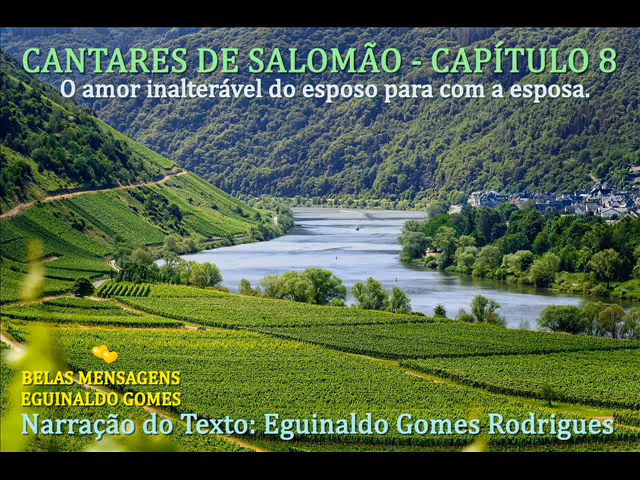 CANTARES DE SALOMÃO - CAPÍTULO 8
O amor inalterável do esposo para com a esposa.
BELAS MENSAGENS
EGUINALDO GOMES
Narração do Texto: Eguinaldo Gomes Rodrigues